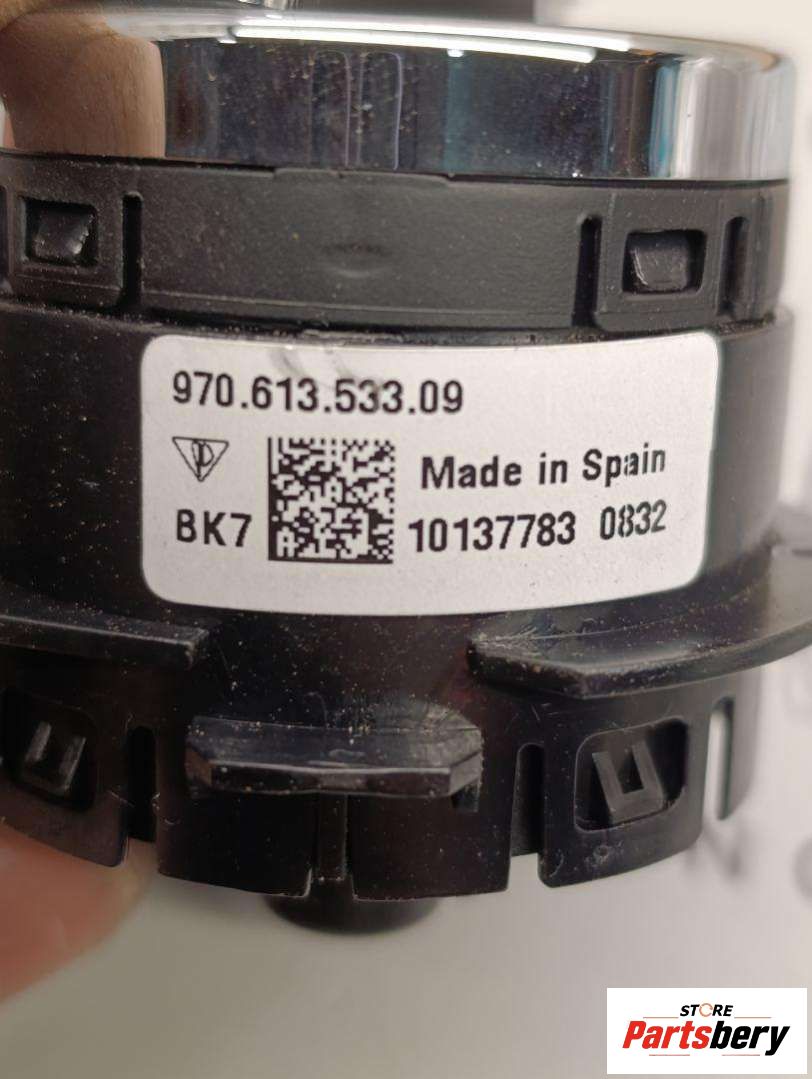 970.613.533.09
Made in Spain
BK7
10137783 0832
STORE
Partsbery